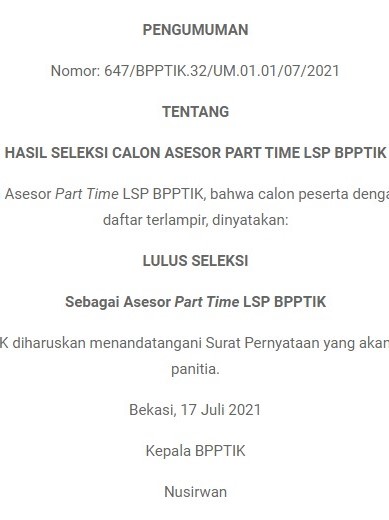 PENGUMUMAN
Nomor: 647/BPPTIK.32/UM.01.01/07/2021
TENTANG
HASIL SELEKSI CALON ASESOR PART TIME LSP BPPTIK
Asesor Part Time LSP BPPTIK, bahwa calon peserta
daftar terlampir, dinyatakan:
LULUS SELEKSI
Sebagai Asesor Part Time LSP BPPTIK
K diharuskan menandatangani Surat Pernyataan yang akan
panitia.
Bekasi, 17 Juli 2021
Kepala BPPTIK
Nusirwan